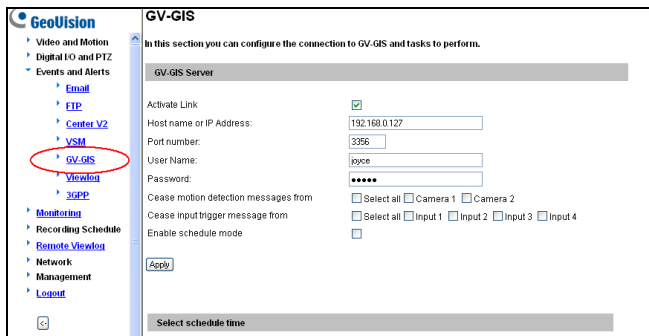 GeoVision
Video and Motion
Digital I/O and PTZ
Events and Alerts
Email
FTP
Center V2
VSM
GV-GIS
Viewlog
3GPP
Monitoring
Recording Schedule
Remote Viewlog
Network
Management
Logout
GV-GIS
In this section you can configure the connection to GV-GIS and tasks to perform.
GV-GIS Server
Activate Link
Host name or IP Address: 192.168.0.127
Port number: 3356
User Name: joyce
Password: •••••
Cease motion detection messages from Select all Camera 1 Camera 2
Cease input trigger message from Select all Input 1 Input 2 Input 3 Input 4
Enable schedule mode
Apply
Select schedule time